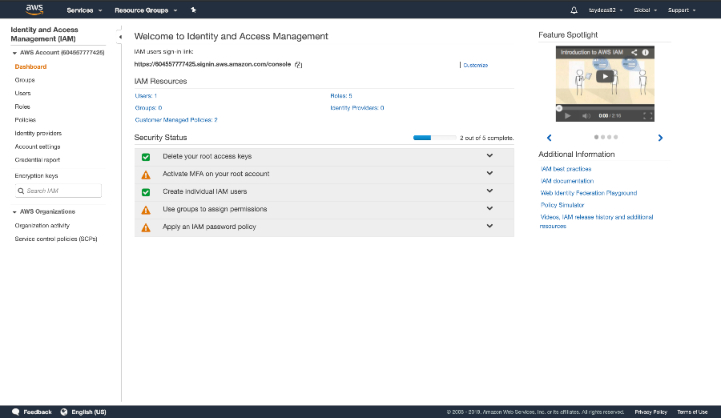 aws
Services
Resource Groups
Global
Support
Identity and Access
Management (IAM)
AWS Account (604557777425)
Dashboard
Groups
Users
Roles
Policies
Identity providers
Account settings
Credential report
Encryption keys
Search IAM
AWS Organizations
Organization activity
Service control policies (SCPs)
Welcome to Identity and Access Management
IAM users sign-in link:
https://604557777425.signin.aws.amazon.com/console
Customize
IAM Resources
Users: 1
Roles: 5
Groups: 0
Identity Providers: 0
Customer Managed Policies: 2
Security Status
2 out of 5 complete.
Delete your root access keys
Activate MFA on your root account
Create individual IAM users
Use groups to assign permissions
Apply an IAM password policy
Feature Spotlight
Introduction to AWS IAM
0:00 / 2:16
Additional Information
IAM best practices
IAM documentation
Web Identity Federation Playground
Policy Simulator
Videos, IAM release history and additional
resources
Feedback
English (US)
© 2008 - 2019, Amazon Web Services, Inc. or its affiliates. All rights reserved.
Privacy Policy
Terms of Use